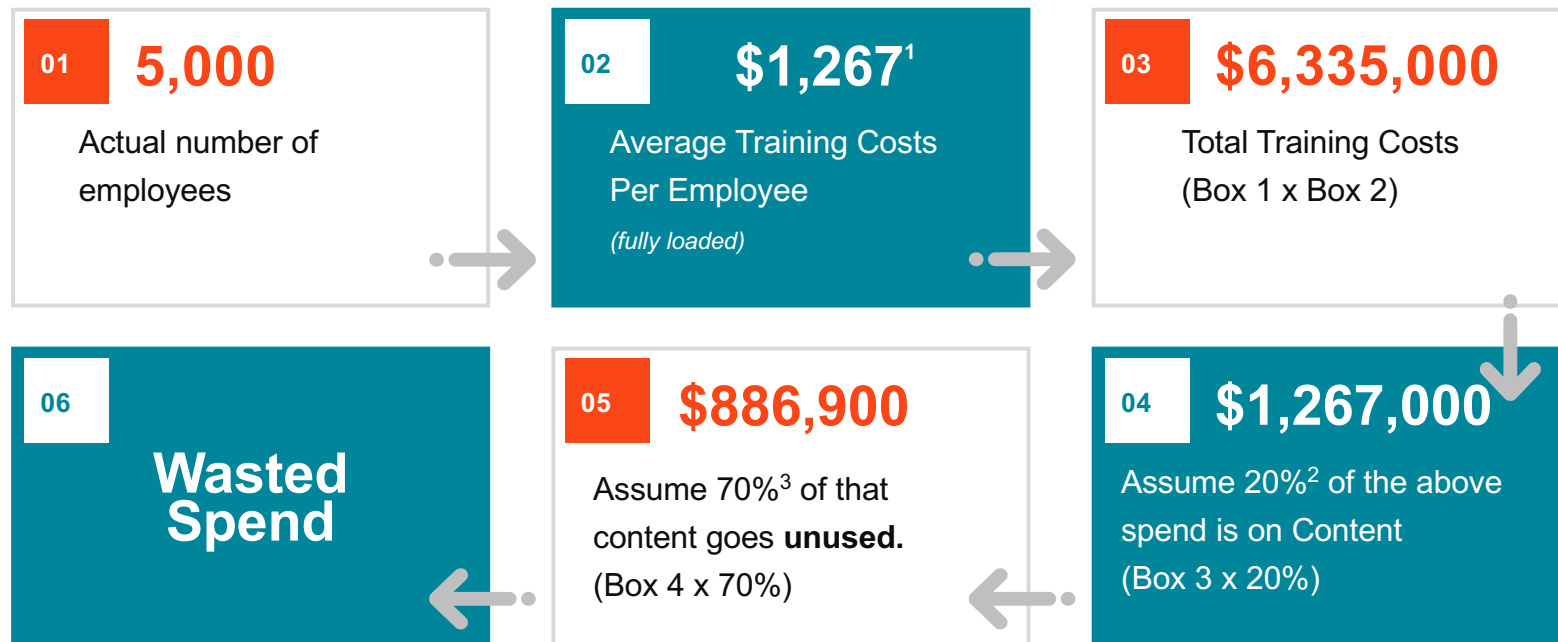 01
5,000
Actual number of
employees
02
$1,267¹
Average Training Costs
Per Employee
(fully loaded)
03
$6,335,000
Total Training Costs
(Box 1 x Box 2)
04
$1,267,000
Assume 20%² of the above
spend is on Content
(Box 3 x 20%)
05
$886,900
Assume 70%³ of that
content goes unused.
(Box 4 x 70%)
06
Wasted
Spend